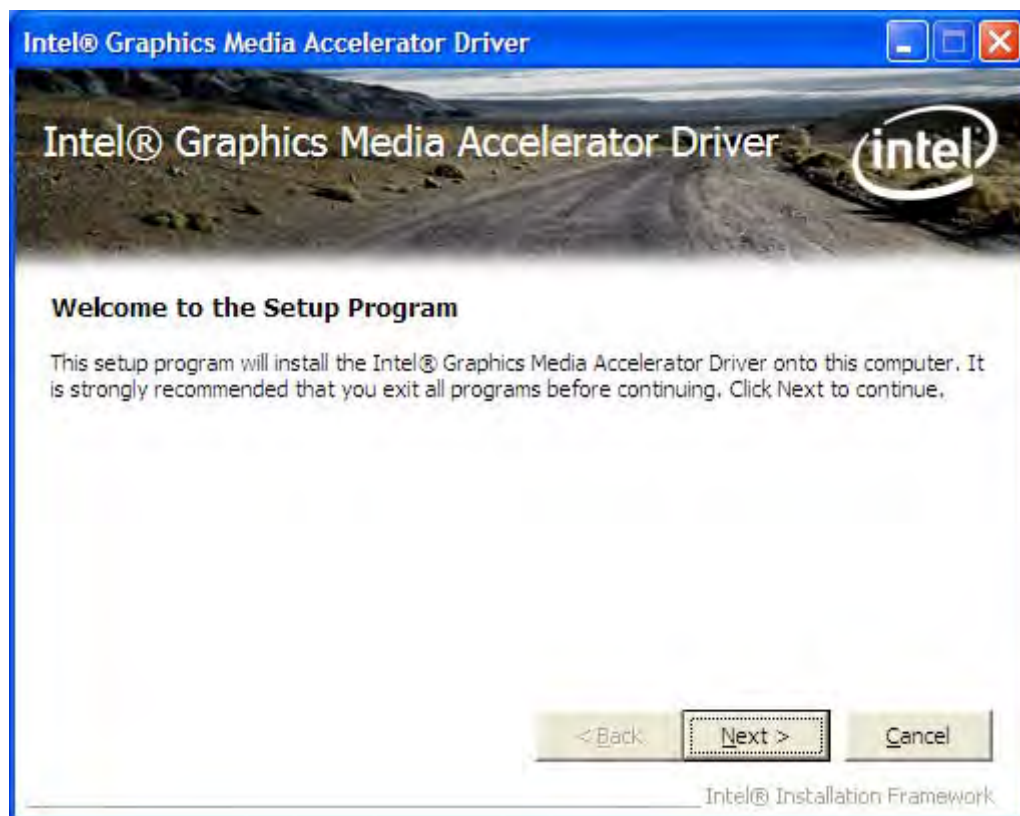 Intel® Graphics Media Accelerator Driver
Intel® Graphics Media Accelerator Driver
intel
Welcome to the Setup Program
This setup program will install the Intel® Graphics Media Accelerator Driver onto this computer. It
is strongly recommended that you exit all programs before continuing. Click Next to continue.
< Back Next > Cancel
Intel® Installation Framework